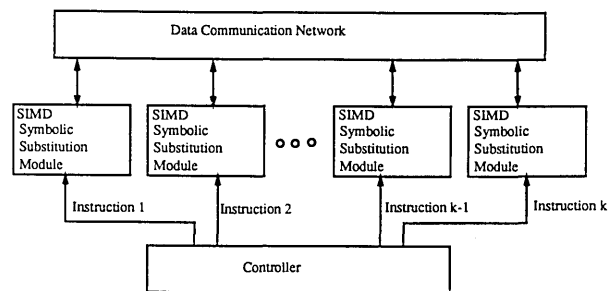 Data Communication Network
SIMD
Symbolic
Substitution
Module
SIMD
Symbolic
Substitution
Module
SIMD
Symbolic
Substitution
Module
SIMD
Symbolic
Substitution
Module
Instruction 1
Instruction 2
Instruction k-1
Instruction k
Controller